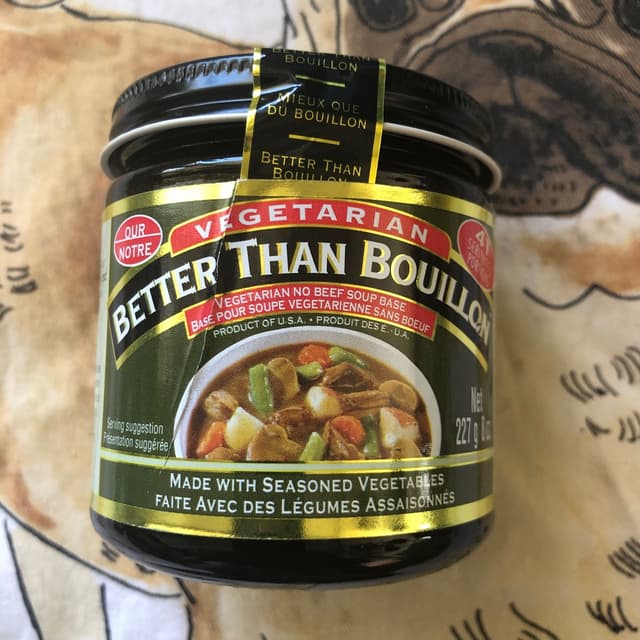 BOUILLON
MIEUX QUE
DU BOUILLON
BETTER THAN
BOUILLON
OUR
NOTRE
VEGETARIAN
BETTER THAN BOUILLON
VEGETARIAN NO BEEF SOUP BASE
BASE POUR SOUPE VEGETARIENNE SANS BOEUF
PRODUCT OF U.S.A. • PRODUIT DES E.-U.A.
Serving suggestion
Présentation suggérée
Net
227 g
MADE WITH SEASONED VEGETABLES
FAITE AVEC DES LÉGUMES ASSAISONNÉS